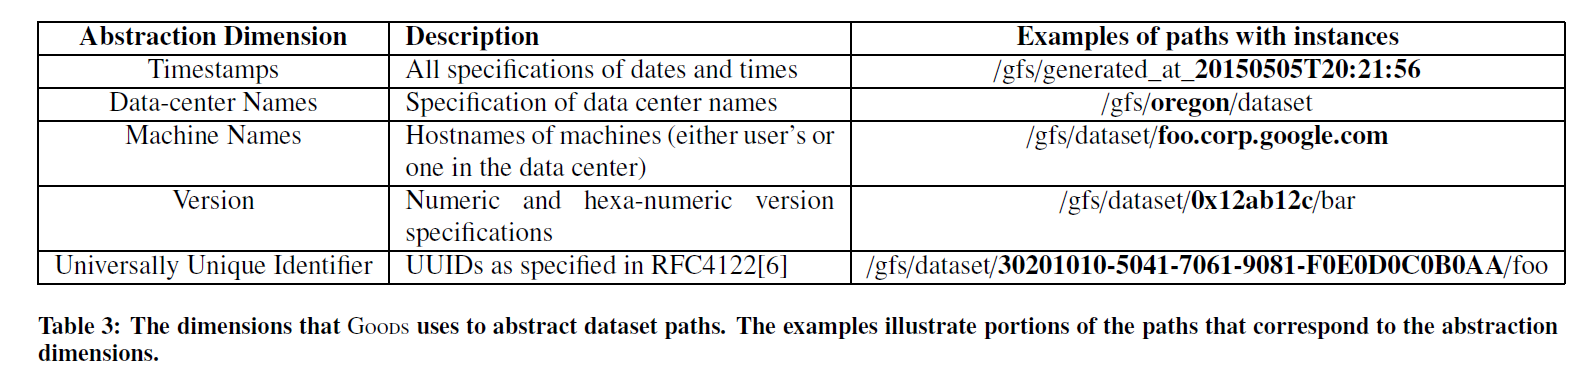 Abstraction Dimension Description Examples of paths with instances
Timestamps All specifications of dates and times /gfs/generated_at_20150505T20:21:56
Data-center Names Specification of data center names /gfs/oregon/dataset
Machine Names Hostnames of machines (either user's or /gfs/dataset/foo.corp.google.com
one in the data center)
Version Numeric and hexa-numeric version /gfs/dataset/0x12ab12c/bar
specifications
Universally Unique Identifier UUIDs as specified in RFC4122[6] /gfs/dataset/30201010-5041-7061-9081-F0E0D0C0B0AA/foo
Table 3: The dimensions that Goods uses to abstract dataset paths. The examples illustrate portions of the paths that correspond to the abstraction
dimensions.